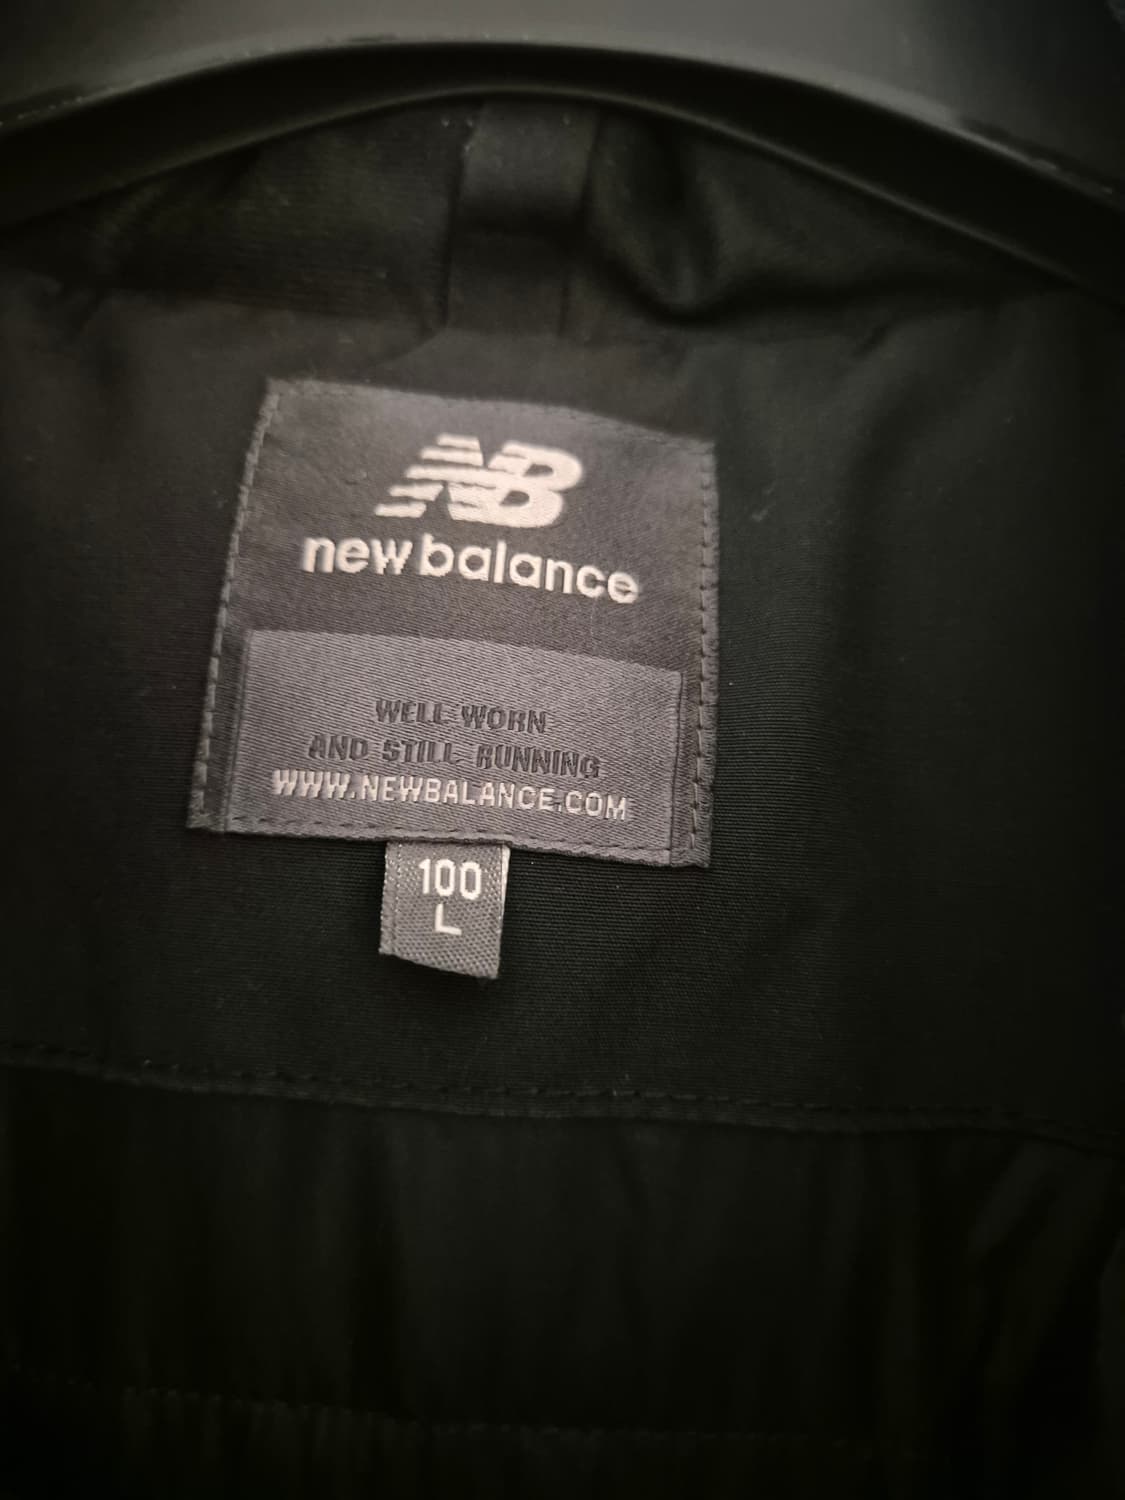 NB
new balance
WELL WORN
AND STILL RUNNING
WWW.NEWBALANCE.COM
100
L